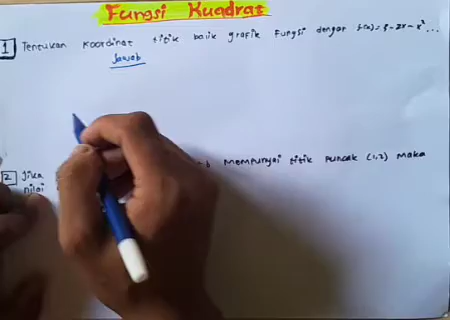 Fungsi Kuadrat
1 Tentukan koordinat titik balik grafik fungsi dengan f(x) = 8 - 2x - x² ...
Jawab
2 Jika mempunyai titik puncak (1,2) maka
nilai